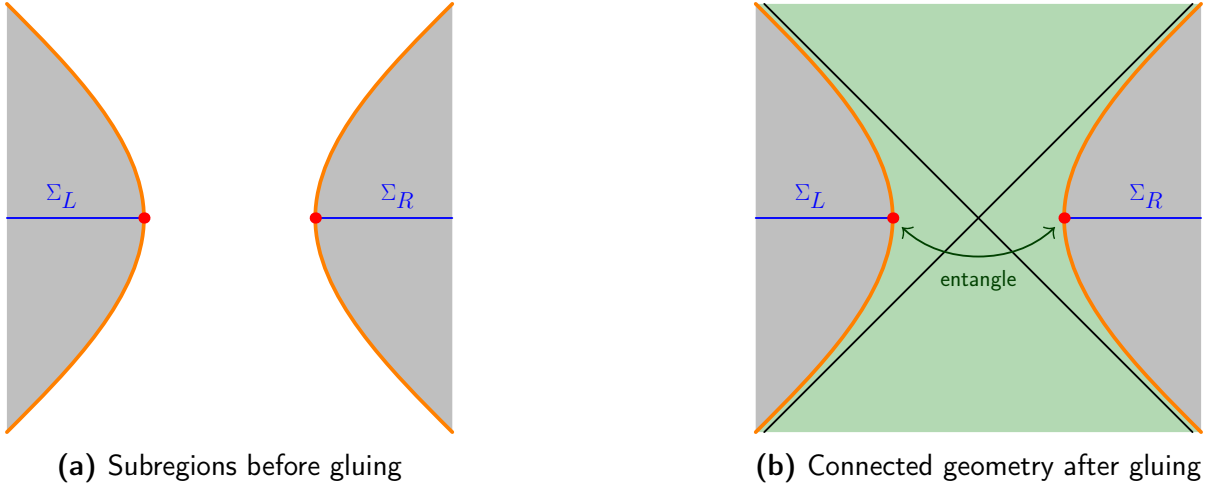 Σ_L
Σ_R
Σ_L
Σ_R
entangle
(a) Subregions before gluing
(b) Connected geometry after gluing